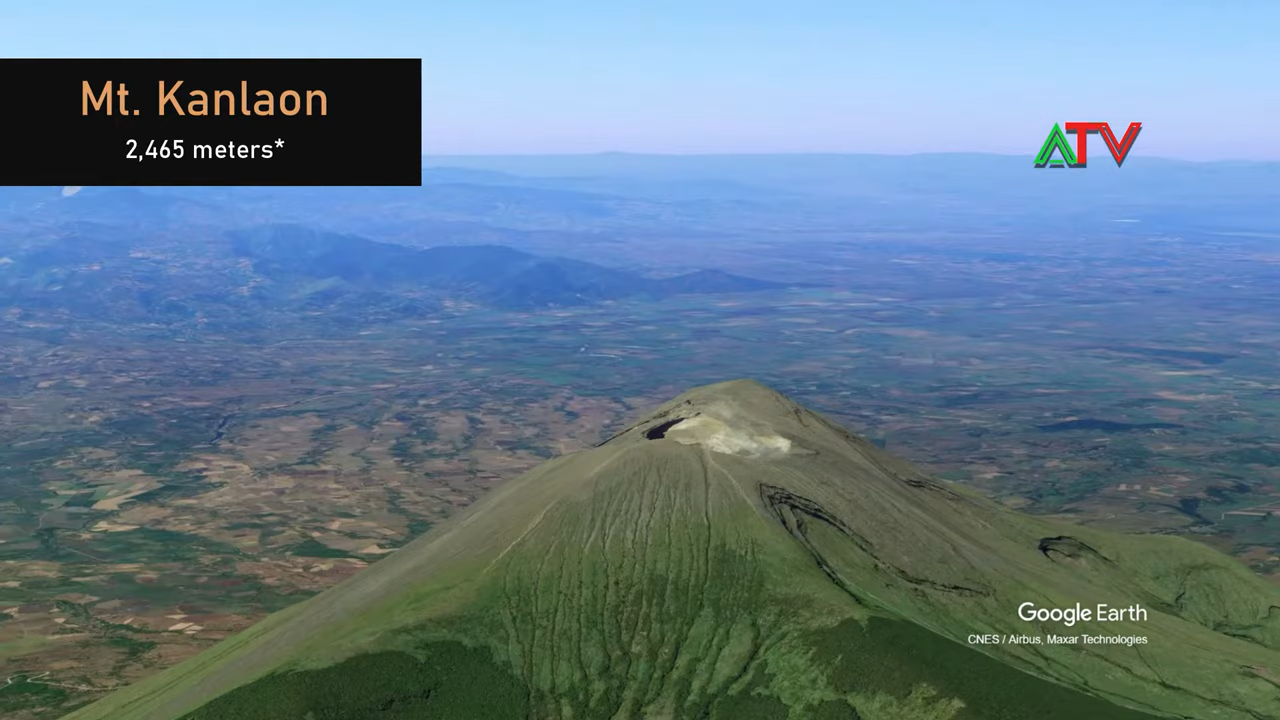 Mt. Kanlaon
2,465 meters*
ATV
Google Earth
CNES / Airbus, Maxar Technologies